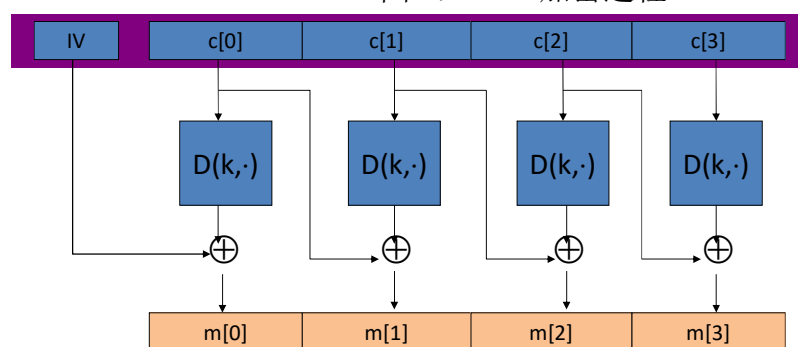 IV c[0] c[1] c[2] c[3]
D(k,·) D(k,·) D(k,·) D(k,·)
m[0] m[1] m[2] m[3]